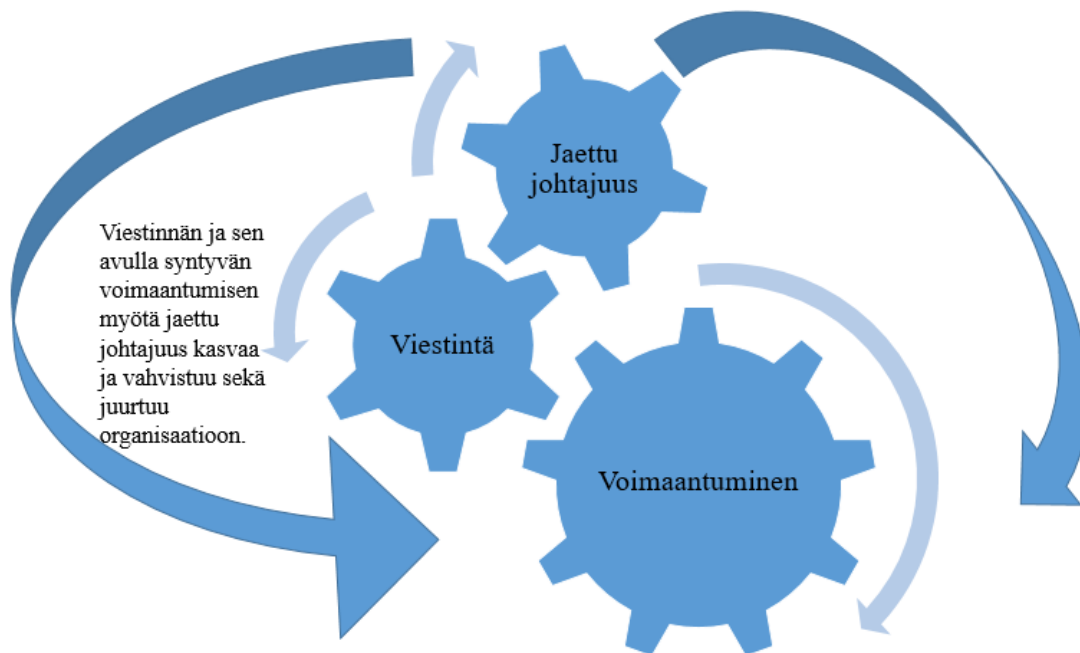 Jaettu
johtajuus
Viestinnän ja sen
avulla syntyvän
voimaantumisen
myötä jaettu
johtajuus kasvaa
ja vahvistuu sekä
juurtuu
organisaatioon.
Viestintä
Voimaantuminen